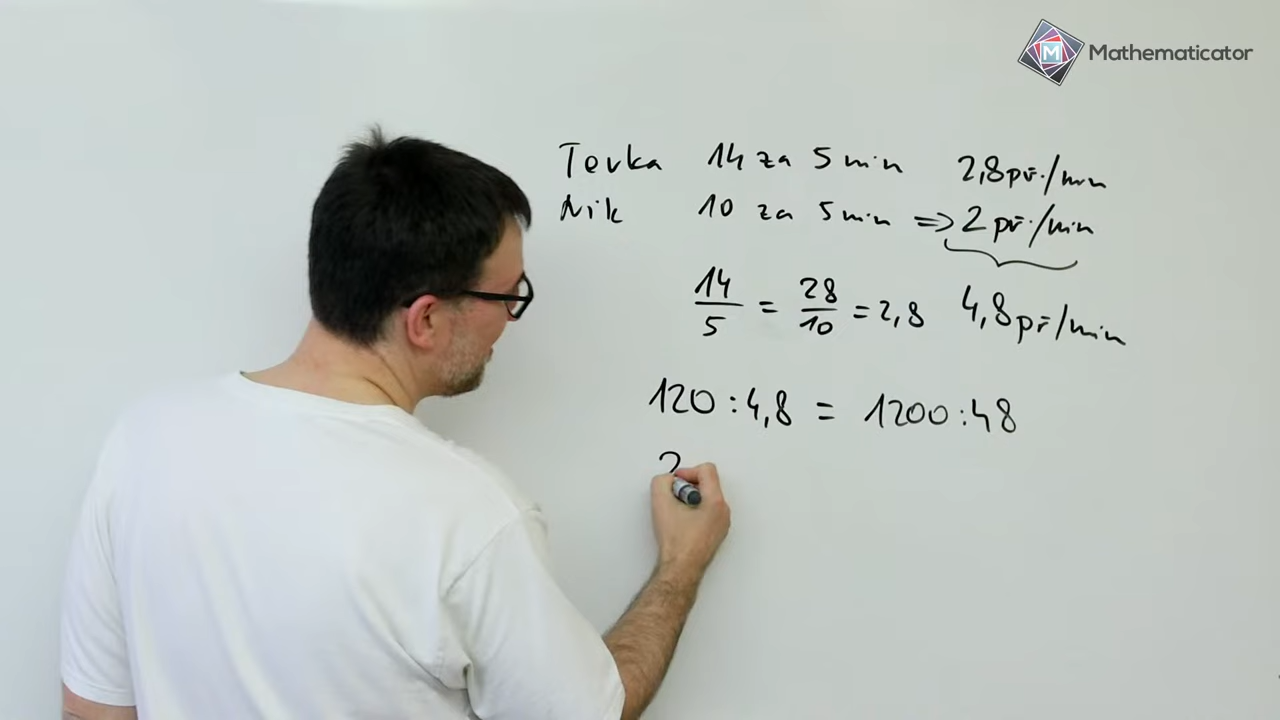 Mathematicator
Terka 14 za 5 min 2,8 př./min
Nik 10 za 5 min => 2 př./min
14/5 = 28/10 = 2,8 4,8 př/min
120 : 4,8 = 1200 : 48
2